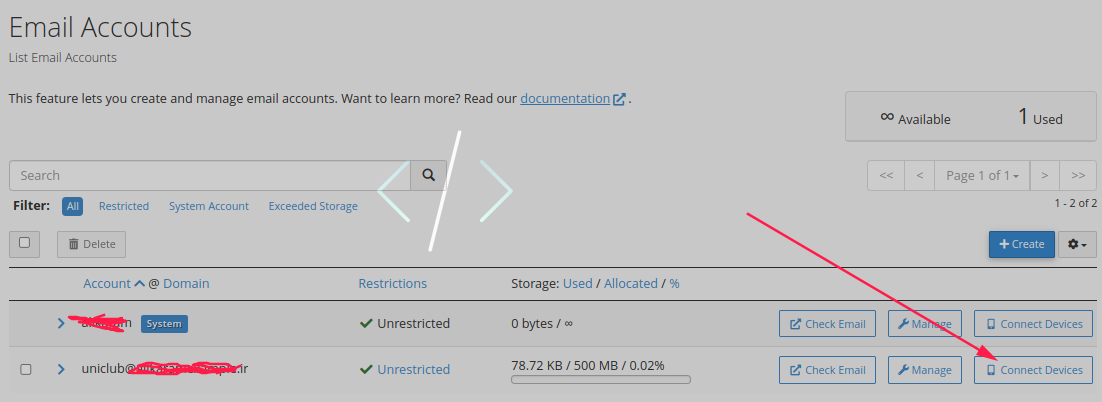 Email Accounts
List Email Accounts
This feature lets you create and manage email accounts. Want to learn more? Read our documentation .
∞ Available 1 Used
Search
<< < Page 1 of 1 > >>
Filter: All Restricted System Account Exceeded Storage
1 - 2 of 2
Delete
+ Create
Account @ Domain Restrictions Storage: Used / Allocated / %
System Unrestricted 0 bytes / ∞ Check Email Manage Connect Devices
uniclub@ .ir Unrestricted 78.72 KB / 500 MB / 0.02% Check Email Manage Connect Devices